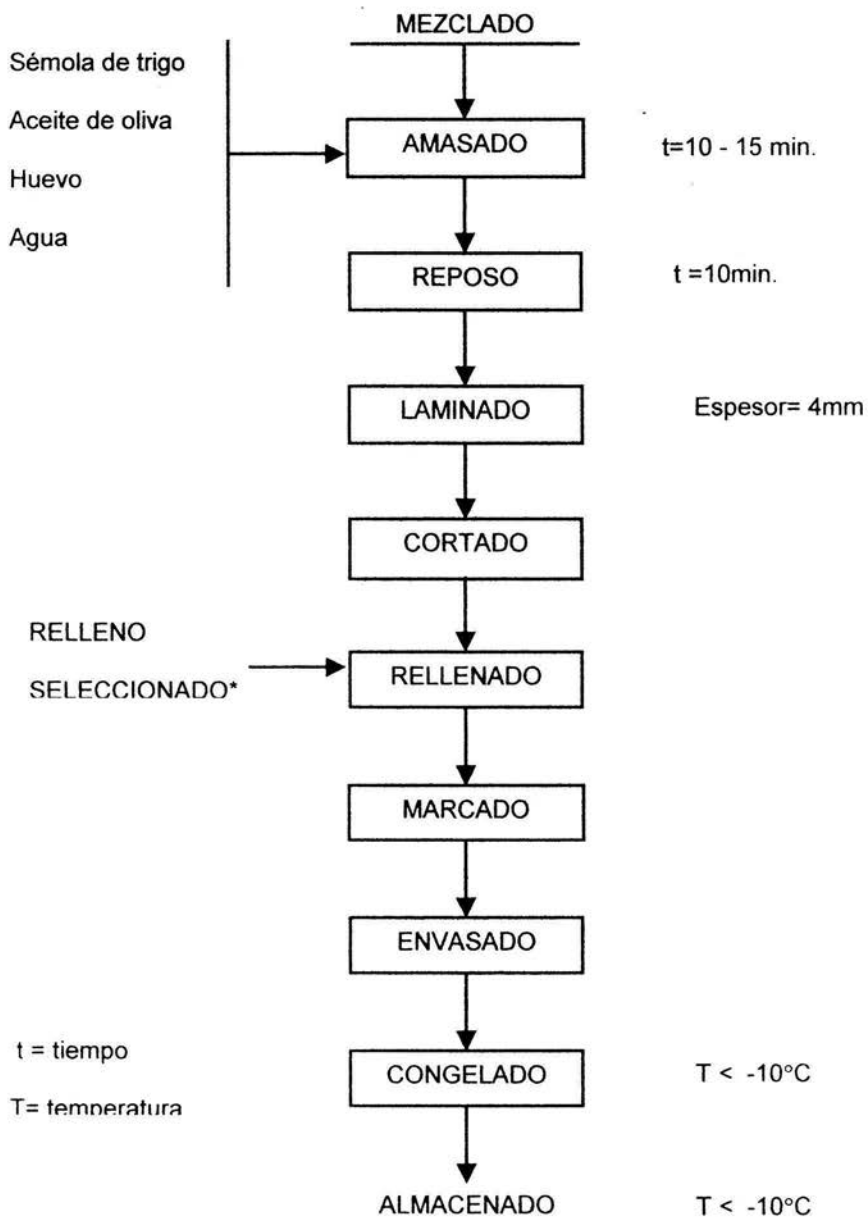 MEZCLADO
Sémola de trigo
Aceite de oliva
Huevo
Agua
AMASADO
t=10 - 15 min.
REPOSO
t =10min.
LAMINADO
Espesor= 4mm
CORTADO
RELLENO
SELECCIONADO*
RELLENADO
MARCADO
ENVASADO
t = tiempo
T= temperatura
CONGELADO
T < -10°C
ALMACENADO
T < -10°C